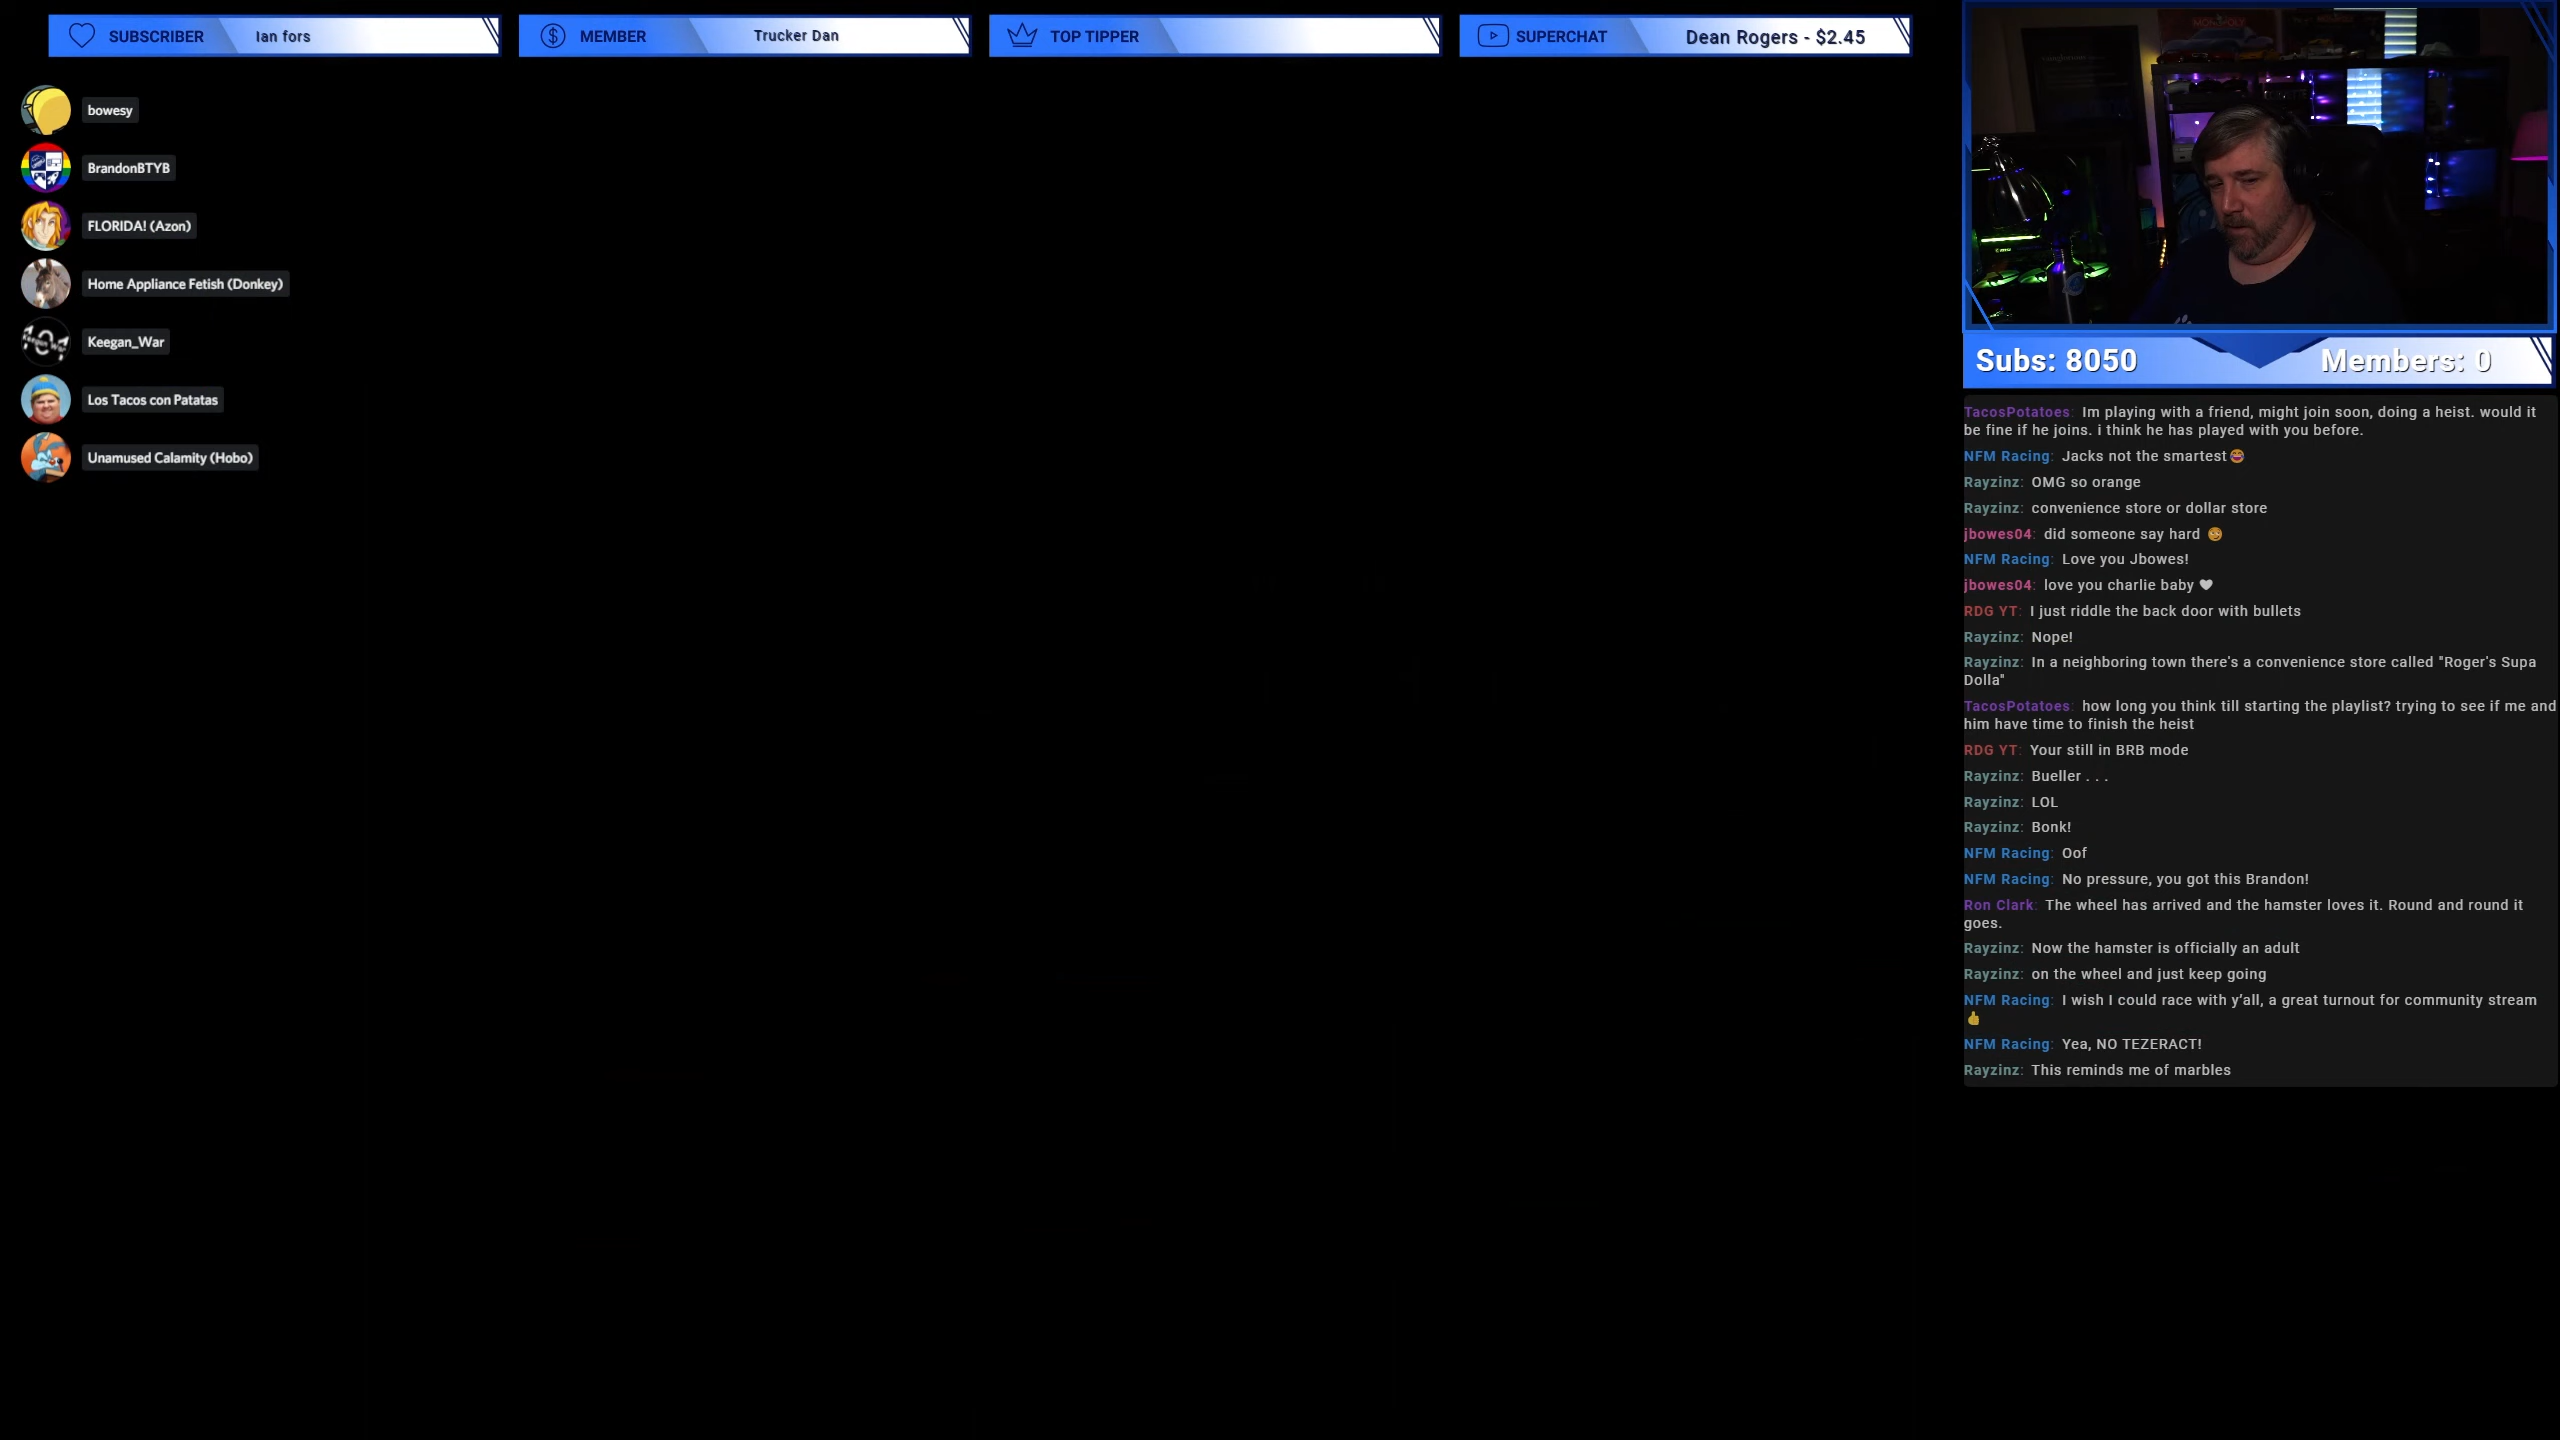 SUBSCRIBER Ian fors
MEMBER Trucker Dan
TOP TIPPER
SUPERCHAT Dean Rogers - $2.45
bowesy
BrandonBTYB
FLORIDA! (Azon)
Home Appliance Fetish (Donkey)
Keegan_War
Los Tacos con Patatas
Unamused Calamity (Hobo)
MONOPOLY
Subs: 8050
Members: 0
TacosPotatoes: Im playing with a friend, might join soon, doing a heist. would it
be fine if he joins. i think he has played with you before.
NFM Racing: Jacks not the smartest😂
Rayzinz: OMG so orange
Rayzinz: convenience store or dollar store
jbowes04: did someone say hard
NFM Racing: Love you Jbowes!
jbowes04: love you charlie baby 🤍
RDG YT: I just riddle the back door with bullets
Rayzinz: Nope!
Rayzinz: In a neighboring town there's a convenience store called "Roger's Supa
Dolla"
TacosPotatoes: how long you think till starting the playlist? trying to see if me and
him have time to finish the heist
RDG YT: Your still in BRB mode
Rayzinz: Bueller . . .
Rayzinz: LOL
Rayzinz: Bonk!
NFM Racing: Oof
NFM Racing: No pressure, you got this Brandon!
Ron Clark: The wheel has arrived and the hamster loves it. Round and round it
goes.
Rayzinz: Now the hamster is officially an adult
Rayzinz: on the wheel and just keep going
NFM Racing: I wish I could race with y'all, a great turnout for community stream
👍
NFM Racing: Yea, NO TEZERACT!
Rayzinz: This reminds me of marbles